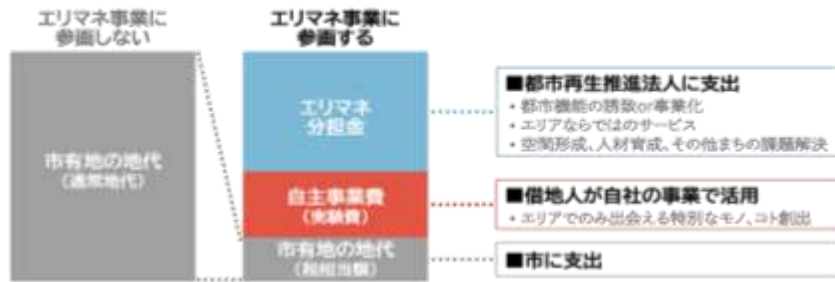 エリマネ事業に
参画しない
エリマネ事業に
参画する
市有地の地代
(通常地代)
エリマネ
分担金
自主事業費
(実験費)
市有地の地代
(税相当額)
■都市再生推進法人に支出
・都市機能の誘致or事業化
・エリアならではのサービス
・空間形成、人材育成、その他まちの課題解決
■借地人が自社の事業で活用
・エリアでのみ出会える特別なモノ、コト創出
■市に支出